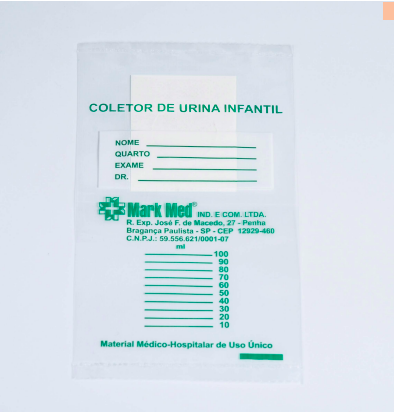 COLETOR DE URINA INFANTIL
NOME
QUARTO
EXAME
DR.
Mark Med® IND. E COM. LTDA.
R. Exp. José F. de Macedo, 27 - Penha
Bragança Paulista - SP - CEP 12929-460
C.N.P.J.: 59.556.621/0001-07
ml
100
90
80
70
60
50
40
30
20
10
Material Médico-Hospitalar de Uso Único